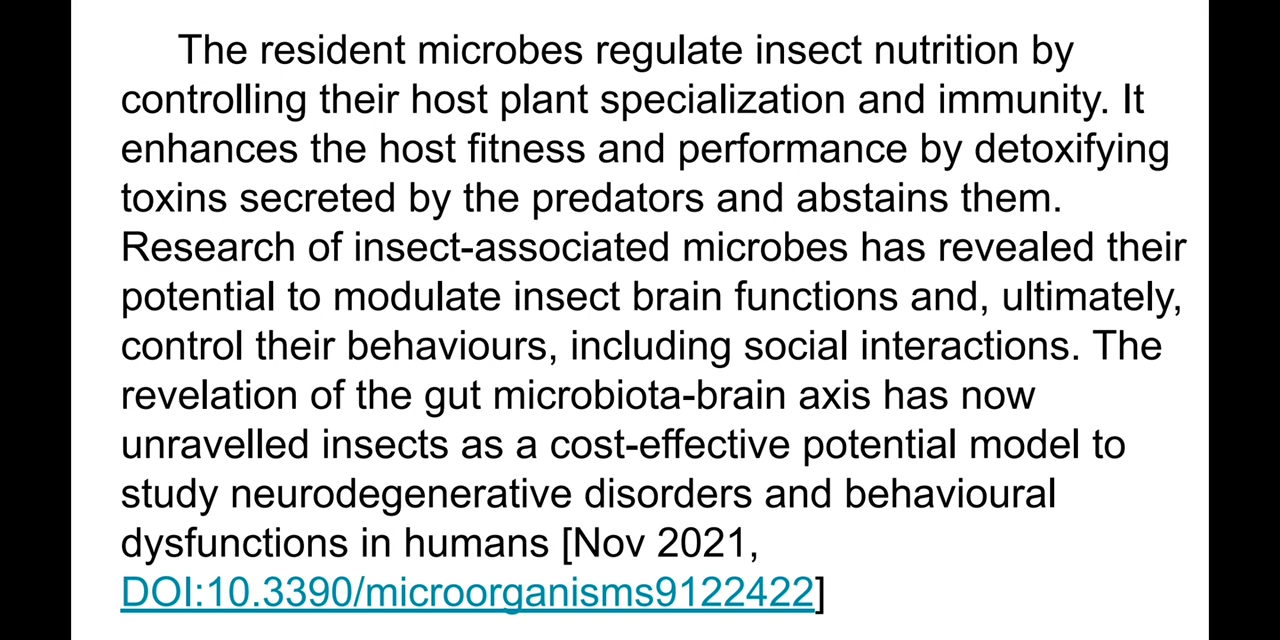 The resident microbes regulate insect nutrition by
controlling their host plant specialization and immunity. It
enhances the host fitness and performance by detoxifying
toxins secreted by the predators and abstains them.
Research of insect-associated microbes has revealed their
potential to modulate insect brain functions and, ultimately,
control their behaviours, including social interactions. The
revelation of the gut microbiota-brain axis has now
unravelled insects as a cost-effective potential model to
study neurodegenerative disorders and behavioural
dysfunctions in humans [Nov 2021,
DOI:10.3390/microorganisms9122422]